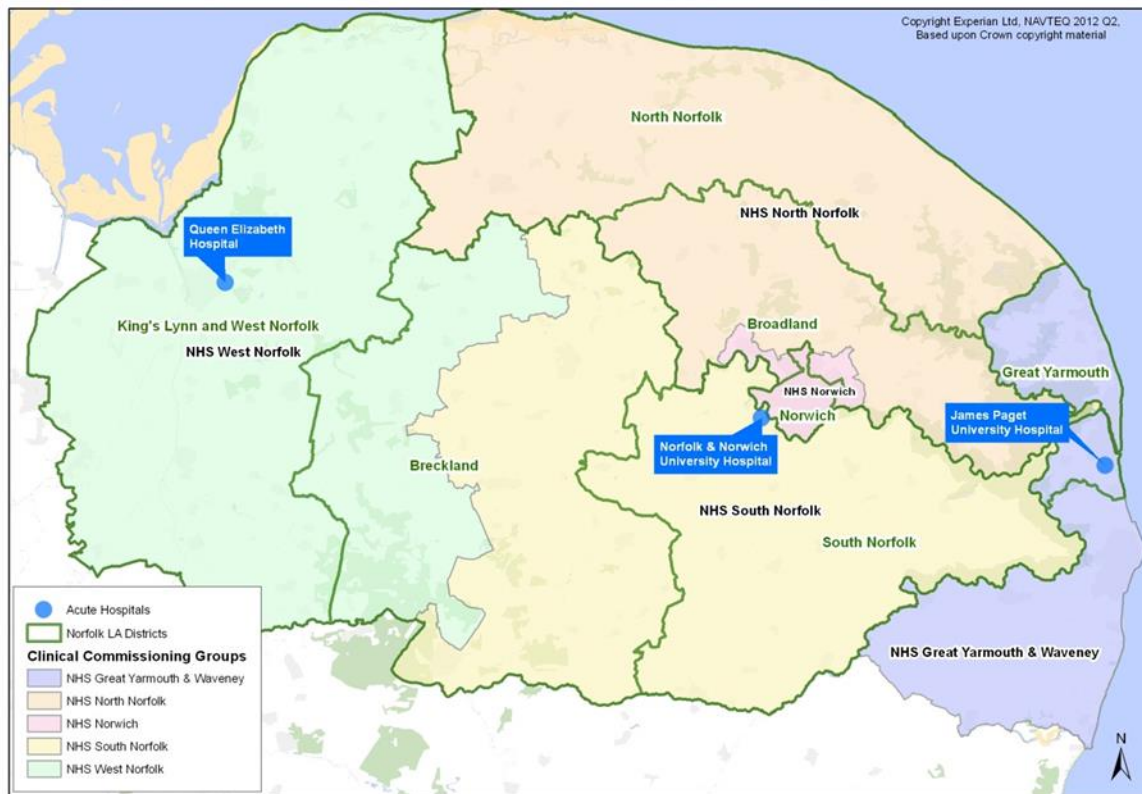 Copyright Experian Ltd, NAVTEQ 2012 Q2,
Based upon Crown copyright material
North Norfolk
NHS North Norfolk
Queen Elizabeth
Hospital
King's Lynn and West Norfolk
NHS West Norfolk
Broadland
Great Yarmouth
NHS Norwich
Norwich
James Paget
University Hospital
Norfolk & Norwich
University Hospital
Breckland
NHS South Norfolk
South Norfolk
NHS Great Yarmouth & Waveney
Acute Hospitals
Norfolk LA Districts
Clinical Commissioning Groups
NHS Great Yarmouth & Waveney
NHS North Norfolk
NHS Norwich
NHS South Norfolk
NHS West Norfolk
N